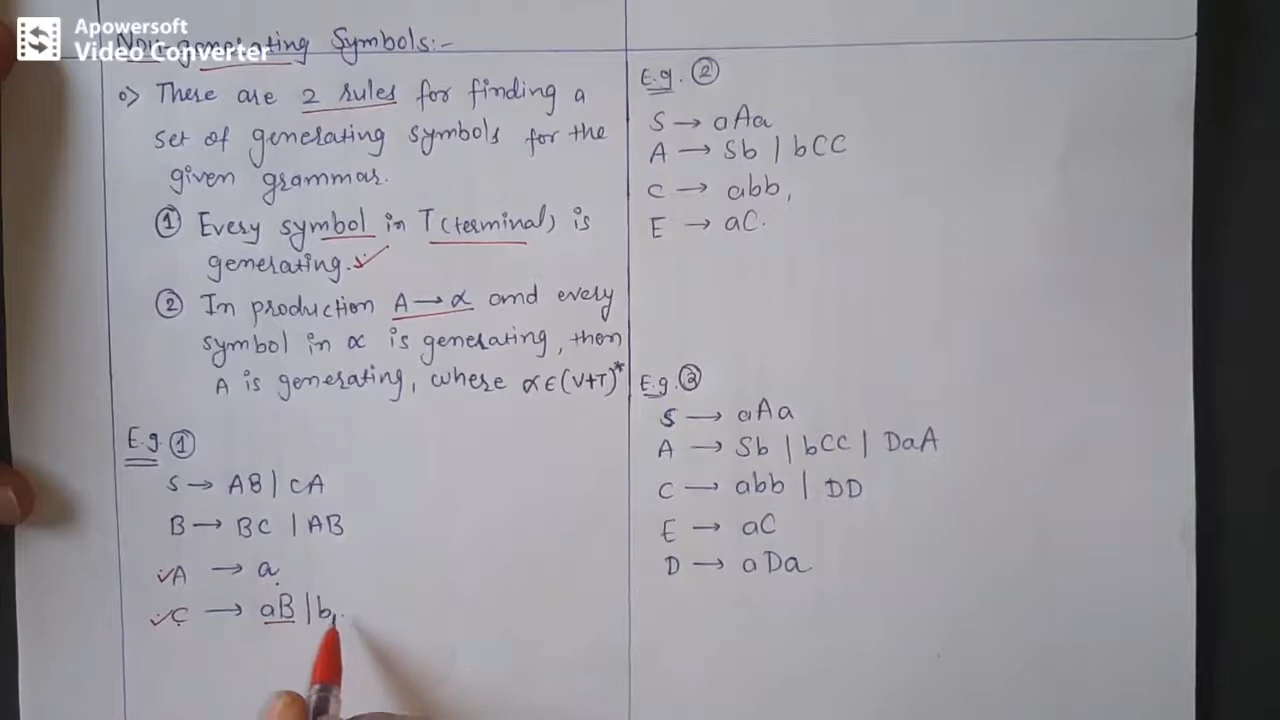 Apowersoft
Video Converter
Non-generating Symbols:-
There are 2 rules for finding a
set of generating symbols for the
given grammar.
① Every symbol in T(terminal) is
generating.
② In production A → α and every
symbol in α is generating, then
A is generating, where α∈(V+T)*
E.g. ①
S → AB | CA
B → BC | AB
A → a
C → aB | b
E.g. ②
S → aAa
A → Sb | bCC
C → abb,
E → aC.
E.g. ③
S → aAa
A → Sb | bCC | DaA
C → abb | DD
E → aC
D → aDa